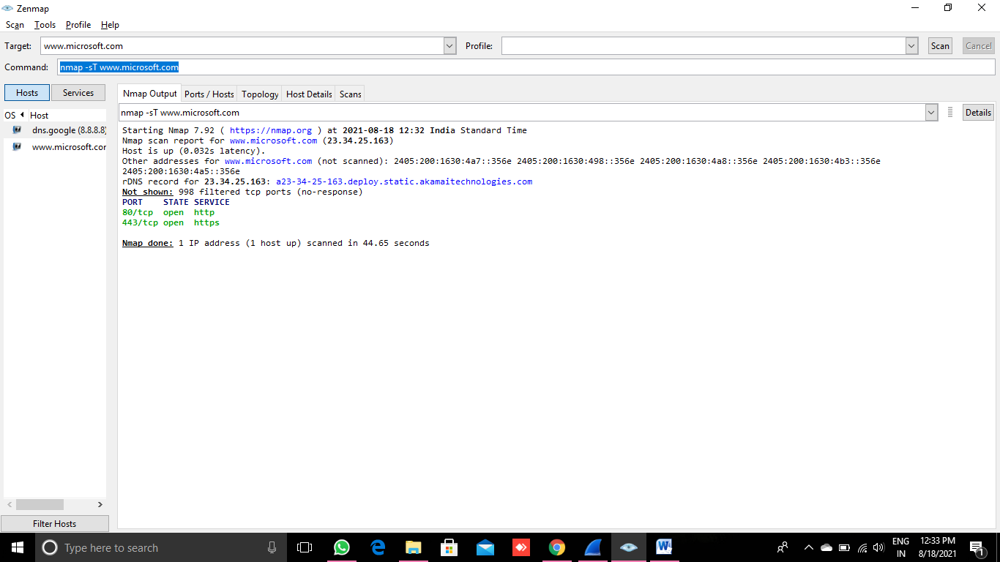 Zenmap
Scan Tools Profile Help
Target: www.microsoft.com Profile: Scan Cancel
Command: nmap -sT www.microsoft.com
Hosts Services
OS Host
dns.google (8.8.8.8)
www.microsoft.cor
Filter Hosts
Nmap Output Ports / Hosts Topology Host Details Scans
nmap -sT www.microsoft.com Details
Starting Nmap 7.92 ( https://nmap.org ) at 2021-08-18 12:32 India Standard Time
Nmap scan report for www.microsoft.com (23.34.25.163)
Host is up (0.032s latency).
Other addresses for www.microsoft.com (not scanned): 2405:200:1630:4a7::356e 2405:200:1630:498::356e 2405:200:1630:4a8::356e 2405:200:1630:4b3::356e
2405:200:1630:4a5::356e
rDNS record for 23.34.25.163: a23-34-25-163.deploy.static.akamaitechnologies.com
Not shown: 998 filtered tcp ports (no-response)
PORT STATE SERVICE
80/tcp open http
443/tcp open https
Nmap done: 1 IP address (1 host up) scanned in 44.65 seconds
Type here to search
ENG
IN
12:33 PM
8/18/2021
1